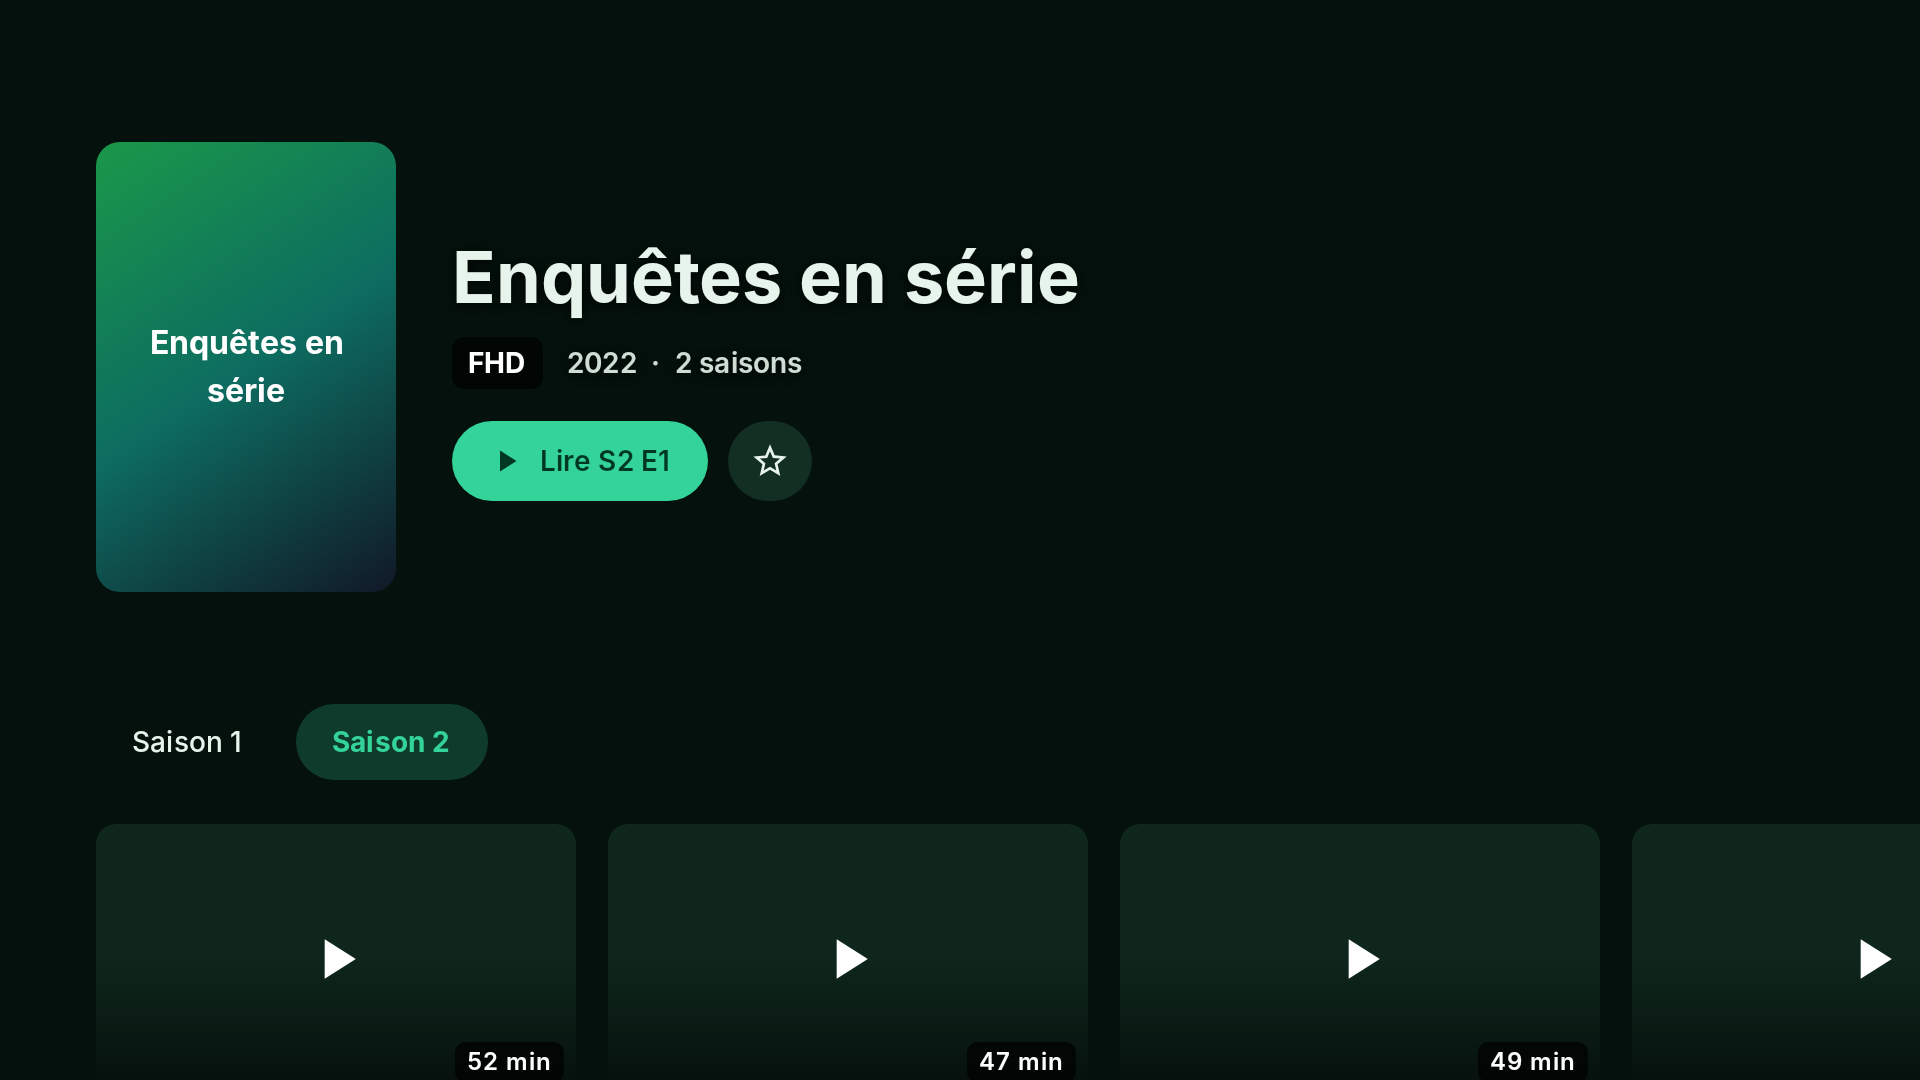 Enquêtes en
série
Enquêtes en série
FHD 2022 · 2 saisons
Lire S2 E1
Saison 1 Saison 2
52 min 47 min 49 min